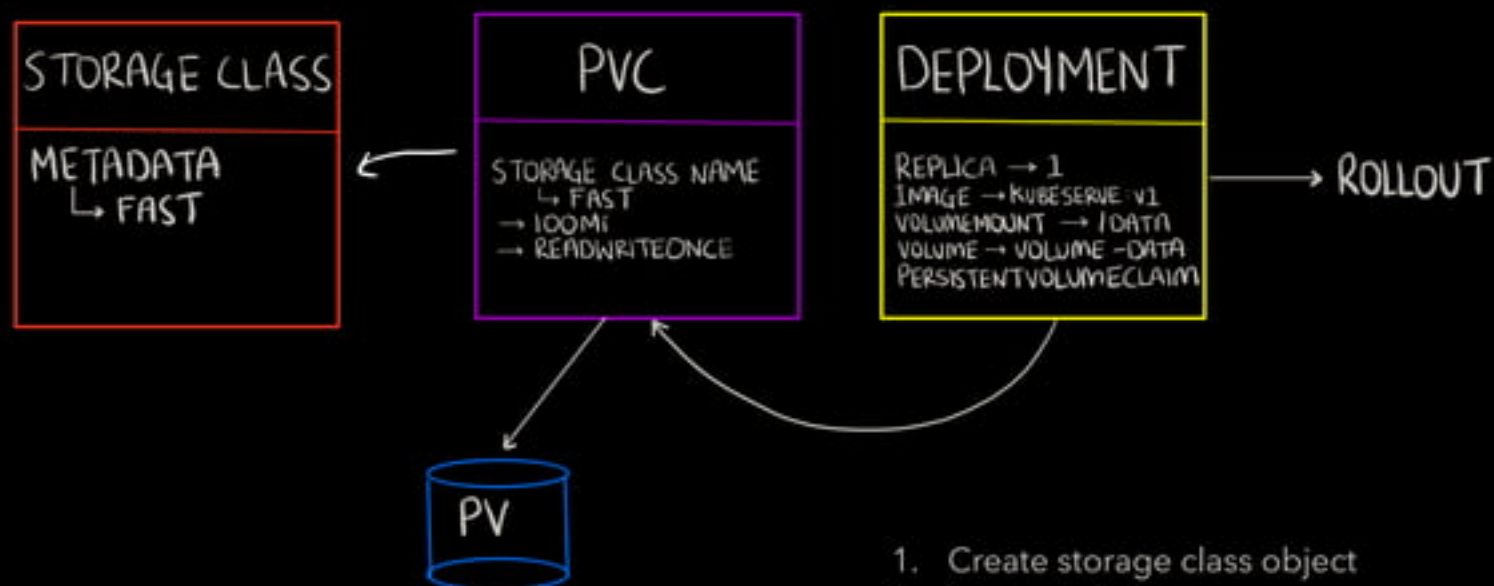 STORAGE CLASS
METADATA
↳ FAST
PVC
STORAGE CLASS NAME
↳ FAST
→ 100Mi
→ READWRITEONCE
DEPLOYMENT
REPLICA → 1
IMAGE → KUBESERVE:V1
VOLUMEMOUNT → /DATA
VOLUME → VOLUME-DATA
PERSISTENTVOLUMECLAIM
ROLLOUT
PV
1. Create storage class object